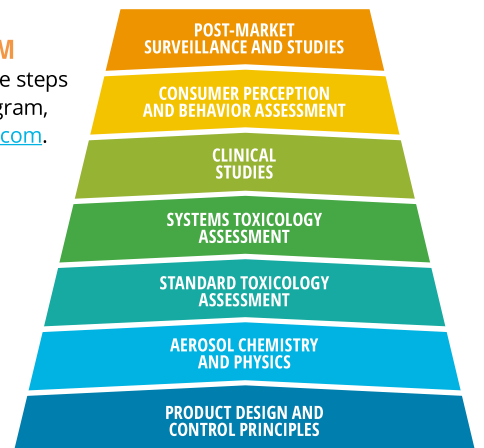 POST-MARKET
SURVEILLANCE AND STUDIES
M
e steps
gram,
com.
CONSUMER PERCEPTION
AND BEHAVIOR ASSESSMENT
CLINICAL
STUDIES
SYSTEMS TOXICOLOGY
ASSESSMENT
STANDARD TOXICOLOGY
ASSESSMENT
AEROSOL CHEMISTRY
AND PHYSICS
PRODUCT DESIGN AND
CONTROL PRINCIPLES